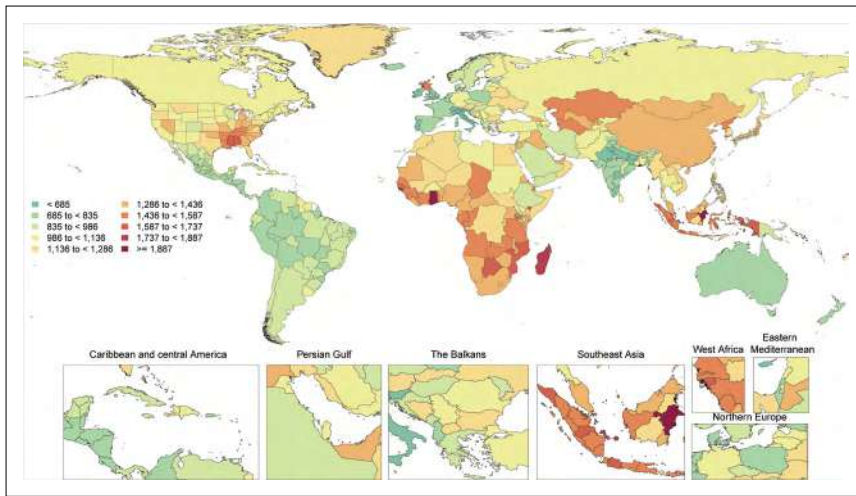 < 685
685 to < 835
835 to < 986
986 to < 1,136
1,136 to < 1,286
1,286 to < 1,436
1,436 to < 1,587
1,587 to < 1,737
1,737 to < 1,887
>= 1,887
Caribbean and central America
Persian Gulf
The Balkans
Southeast Asia
West Africa
Eastern
Mediterranean
Northern Europe